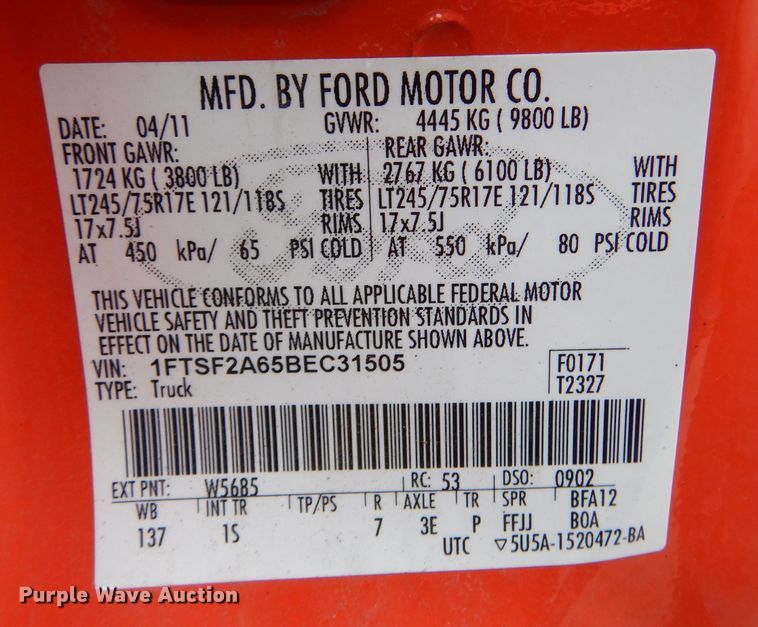 MFD. BY FORD MOTOR CO.
DATE: 04/11 GVWR: 4445 KG ( 9800 LB)
FRONT GAWR: REAR GAWR:
1724 KG ( 3800 LB) WITH 2767 KG ( 6100 LB) WITH
LT245/75R17E 121/118S TIRES LT245/75R17E 121/118S TIRES
17x7.5J RIMS 17x7.5J RIMS
AT 450 kPa/ 65 PSI COLD AT 550 kPa/ 80 PSI COLD
THIS VEHICLE CONFORMS TO ALL APPLICABLE FEDERAL MOTOR
VEHICLE SAFETY AND THEFT PREVENTION STANDARDS IN
EFFECT ON THE DATE OF MANUFACTURE SHOWN ABOVE.
VIN: 1FTSF2A65BEC31505 F0171
TYPE: Truck T2327
EXT PNT: W5685 RC: 53 DSO: 0902
WB INT TR TP/PS R AXLE TR SPR BFA12
137 1S 7 3E P FFJJ BOA
UTC ▽5U5A-1520472-BA
Purple Wave Auction